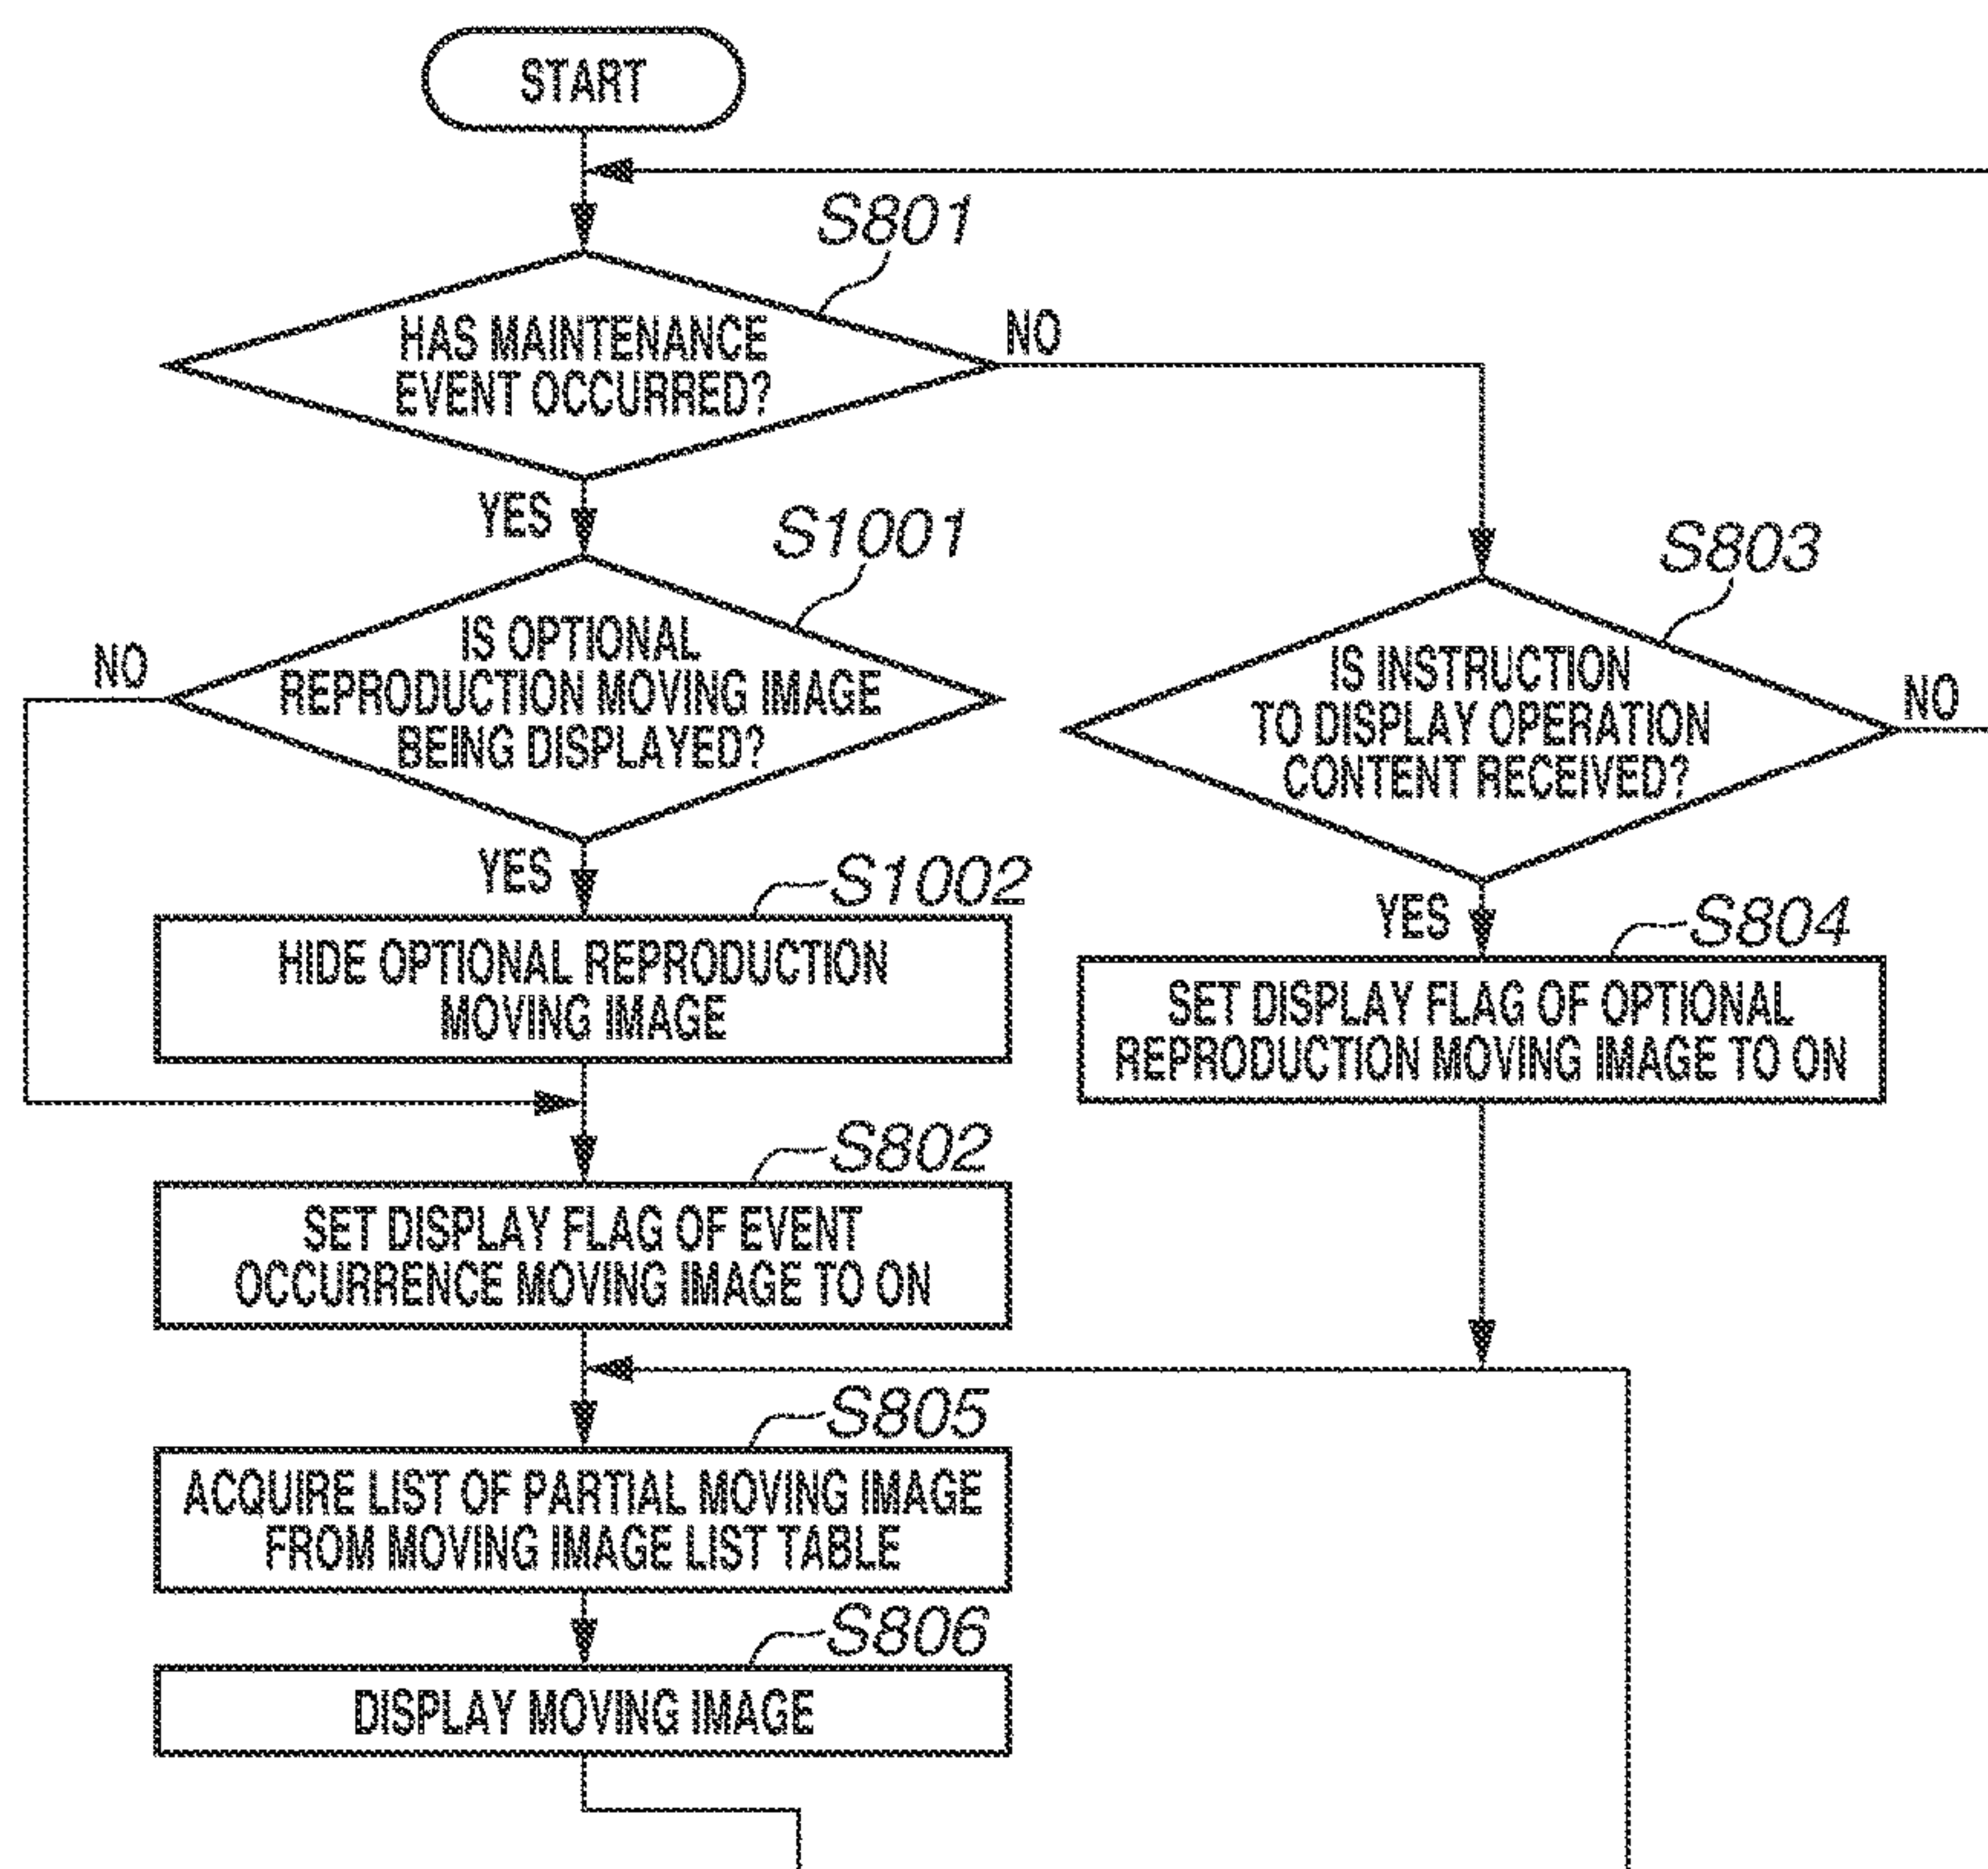 START
S801
HAS MAINTENANCE
EVENT OCCURRED?
NO
YES
S1001
IS OPTIONAL
REPRODUCTION MOVING IMAGE
BEING DISPLAYED?
NO
YES
S1002
HIDE OPTIONAL REPRODUCTION
MOVING IMAGE
S803
IS INSTRUCTION
TO DISPLAY OPERATION
CONTENT RECEIVED?
NO
YES
S804
SET DISPLAY FLAG OF OPTIONAL
REPRODUCTION MOVING IMAGE TO ON
S802
SET DISPLAY FLAG OF EVENT
OCCURRENCE MOVING IMAGE TO ON
S805
ACQUIRE LIST OF PARTIAL MOVING IMAGE
FROM MOVING IMAGE LIST TABLE
S806
DISPLAY MOVING IMAGE